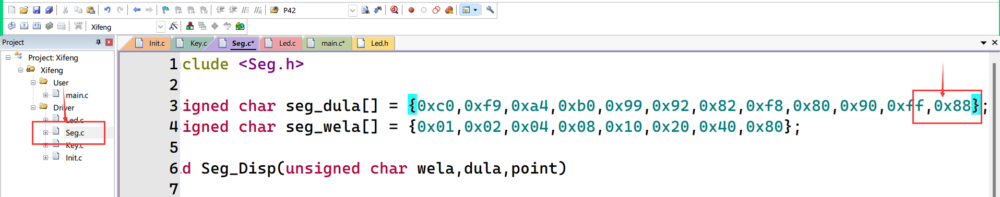 P42
LOAD
Xifeng
Project
Project: Xifeng
Xifeng
User
main.c
Driver
Led.c
Seg.c
Key.c
Init.c
Init.c Key.c Seg.c* Led.c main.c* Led.h
1 clude <Seg.h>
2
3 igned char seg_dula[] = {0xc0,0xf9,0xa4,0xb0,0x99,0x92,0x82,0xf8,0x80,0x90,0xff,0x88};
4 igned char seg_wela[] = {0x01,0x02,0x04,0x08,0x10,0x20,0x40,0x80};
5
6 d Seg_Disp(unsigned char wela,dula,point)
7